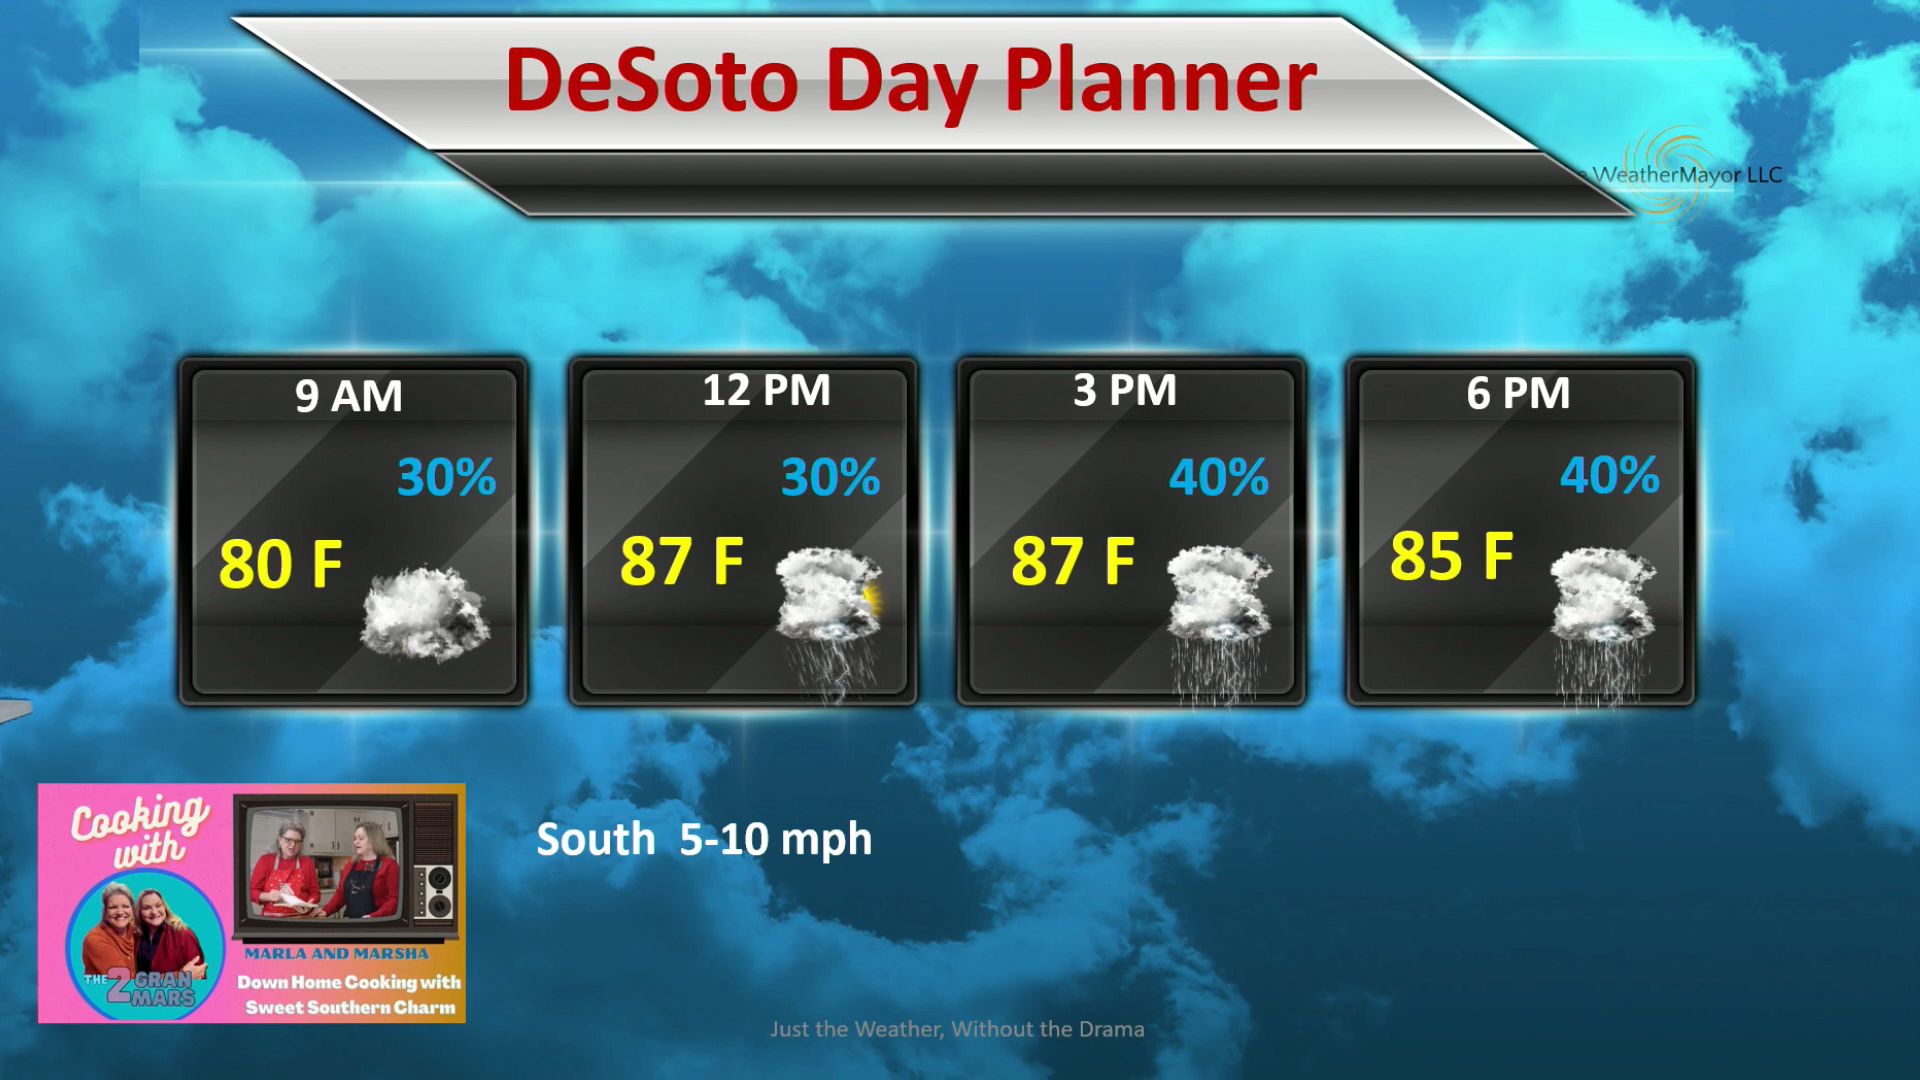 DeSoto Day Planner
WeatherMayor LLC
9 AM
30%
80 F
12 PM
30%
87 F
3 PM
40%
87 F
6 PM
40%
85 F
Cooking
with
THE 2 GRAN
MARS
MARLA AND MARSHA
Down Home Cooking with
Sweet Southern Charm
South 5-10 mph
Just the Weather, Without the Drama